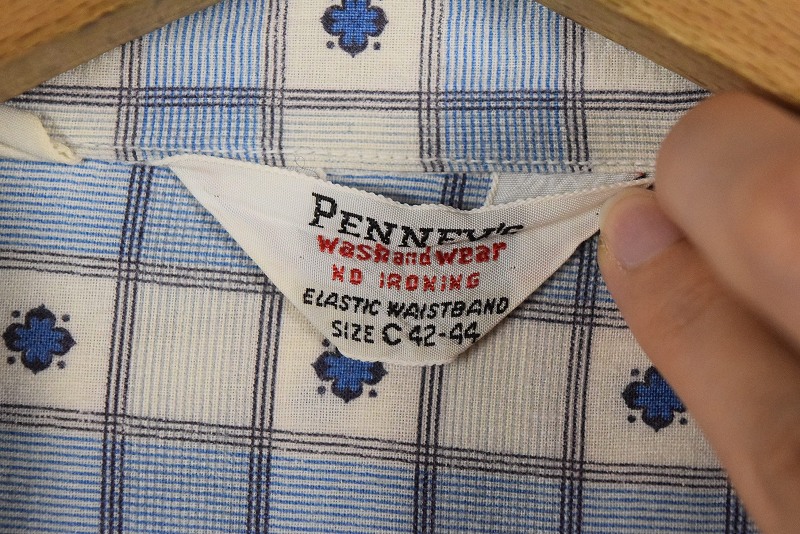 PENNEY'S
wash and wear
NO IRONING
ELASTIC WAISTBAND
SIZE C 42-44